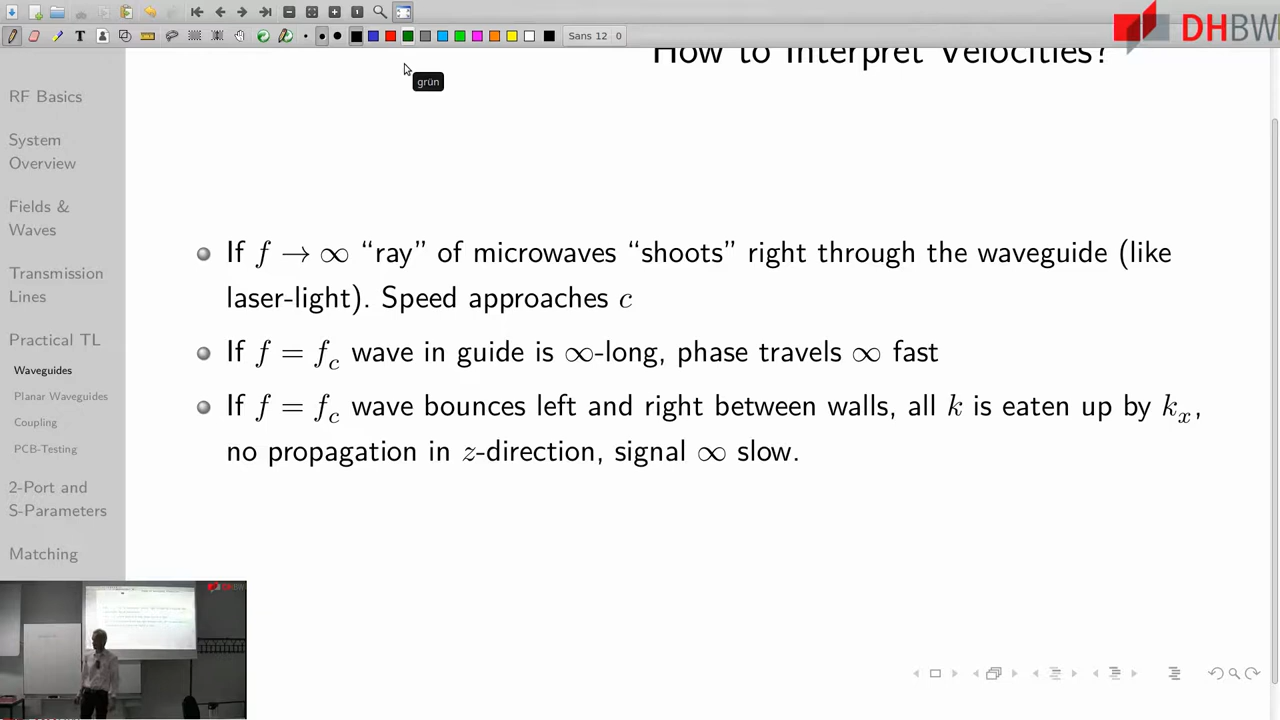 Sans 12 0
DHBW
grün
How to Interpret Velocities?
RF Basics
System
Overview
Fields &
Waves
Transmission
Lines
Practical TL
Waveguides
Planar Waveguides
Coupling
PCB-Testing
2-Port and
S-Parameters
Matching
If f → ∞ “ray” of microwaves “shoots” right through the waveguide (like
laser-light). Speed approaches c
If f = f_c wave in guide is ∞-long, phase travels ∞ fast
If f = f_c wave bounces left and right between walls, all k is eaten up by k_x,
no propagation in z-direction, signal ∞ slow.